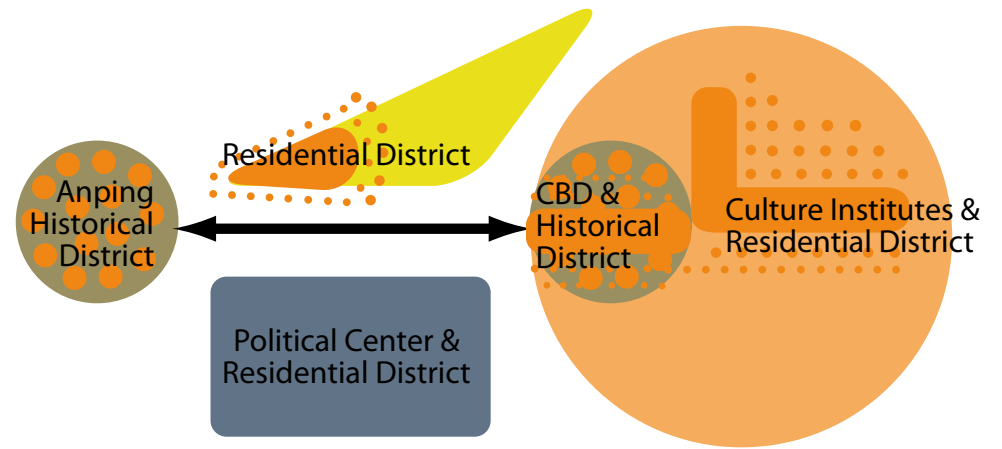 Residential District
Anping
Historical
District
CBD &
Historical
District
Culture Institutes &
Residential District
Political Center &
Residential District